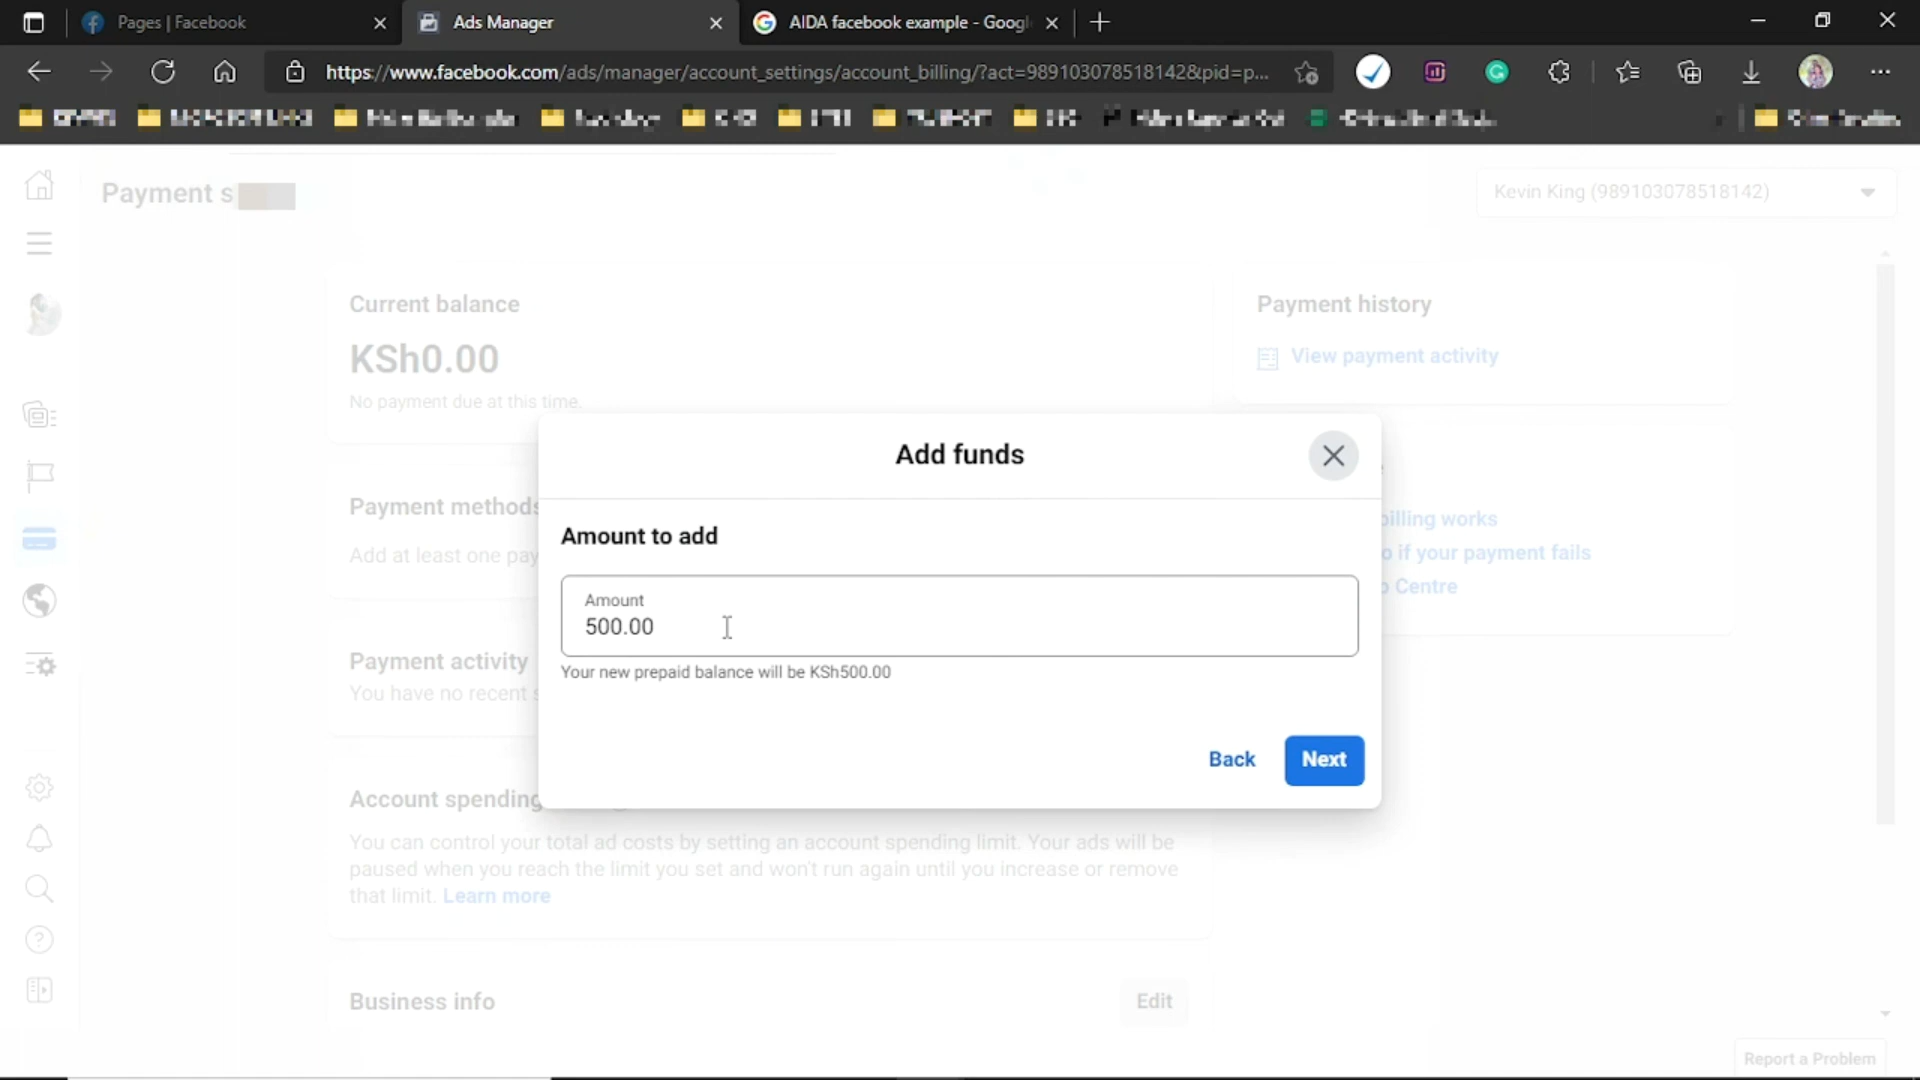 Pages | Facebook
Ads Manager
AIDA facebook example - Googl
https://www.facebook.com/ads/manager/account_settings/account_billing/?act=989103078518142&pid=p...
Payment s
Kevin King (989103078518142)
Current balance
KSh0.00
No payment due at this time.
Payment history
View payment activity
Add funds
Payment methods
Add at least one pay
Amount to add
Amount
500.00
Your new prepaid balance will be KSh500.00
Back
Next
billing works
o if your payment fails
p Centre
Payment activity
You have no recent s
Account spending
You can control your total ad costs by setting an account spending limit. Your ads will be
paused when you reach the limit you set and won't run again until you increase or remove
that limit. Learn more
Business info
Edit
Report a Problem